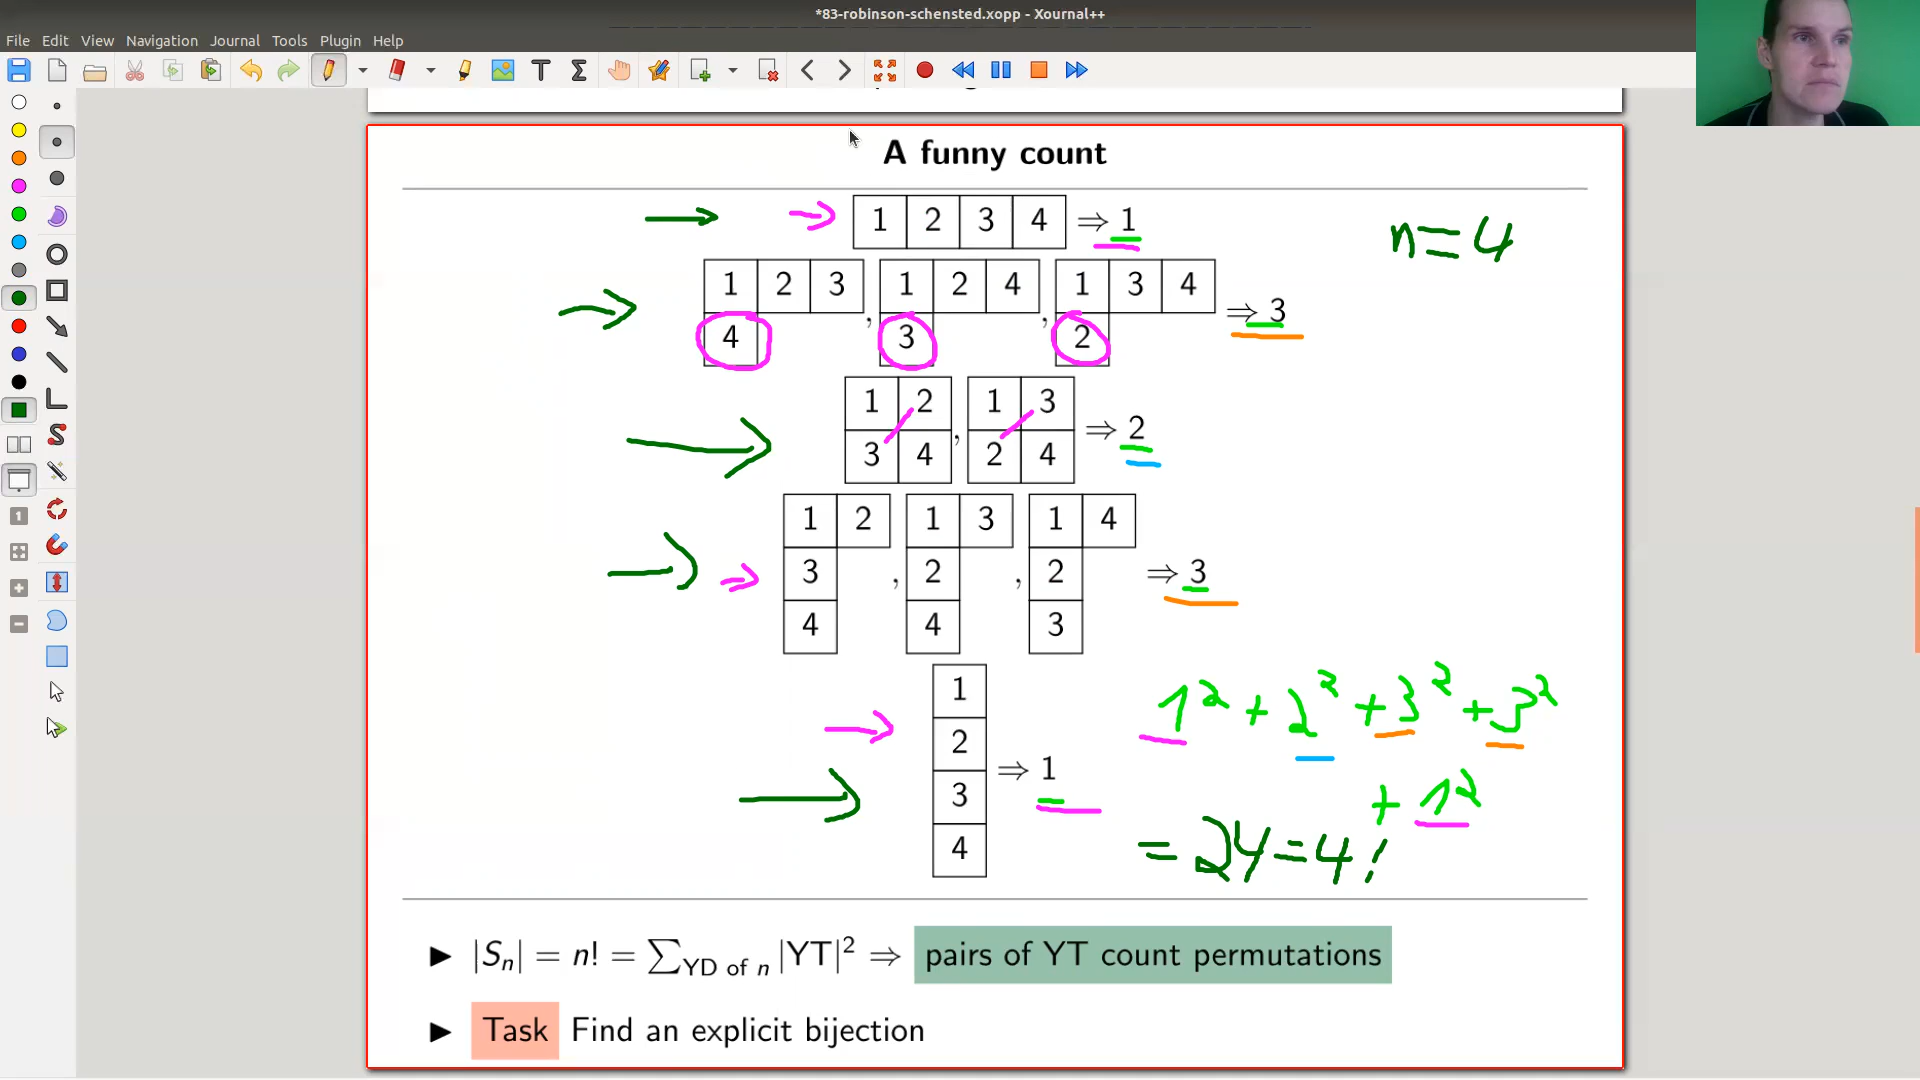 *83-robinson-schensted.xopp - Xournal++
File Edit View Navigation Journal Tools Plugin Help
A funny count
1 2 3 4 ⇒ 1
n=4
1 2 3 , 1 2 4 , 1 3 4 ⇒ 3
4 3 2
1 2 , 1 3 ⇒ 2
3 4 2 4
1 2 1 3 1 4
3 , 2 , 2 ⇒ 3
4 4 3
1
2
3
4
⇒ 1
1² + 2² + 3² + 3²
+ 1²
= 24 = 4!
▶ |Sₙ| = n! = ∑_{YD of n} |YT|² ⇒ pairs of YT count permutations
▶ Task Find an explicit bijection